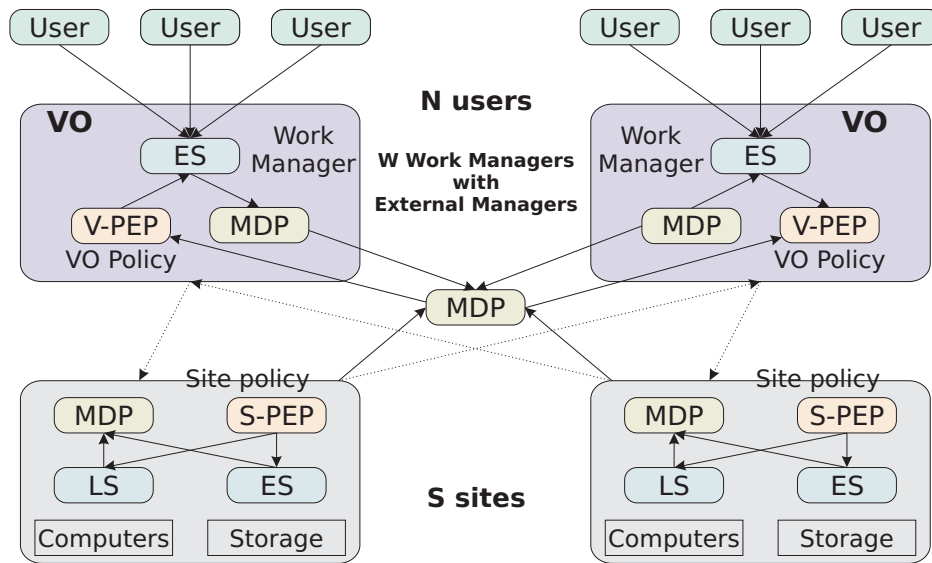 User User User User User User
N users
VO
Work
Manager
ES
V-PEP
MDP
VO Policy
W Work Managers
with
External Managers
VO
Work
Manager
ES
MDP
V-PEP
VO Policy
MDP
Site policy
MDP
S-PEP
LS
ES
Computers
Storage
S sites
Site policy
MDP
S-PEP
LS
ES
Computers
Storage